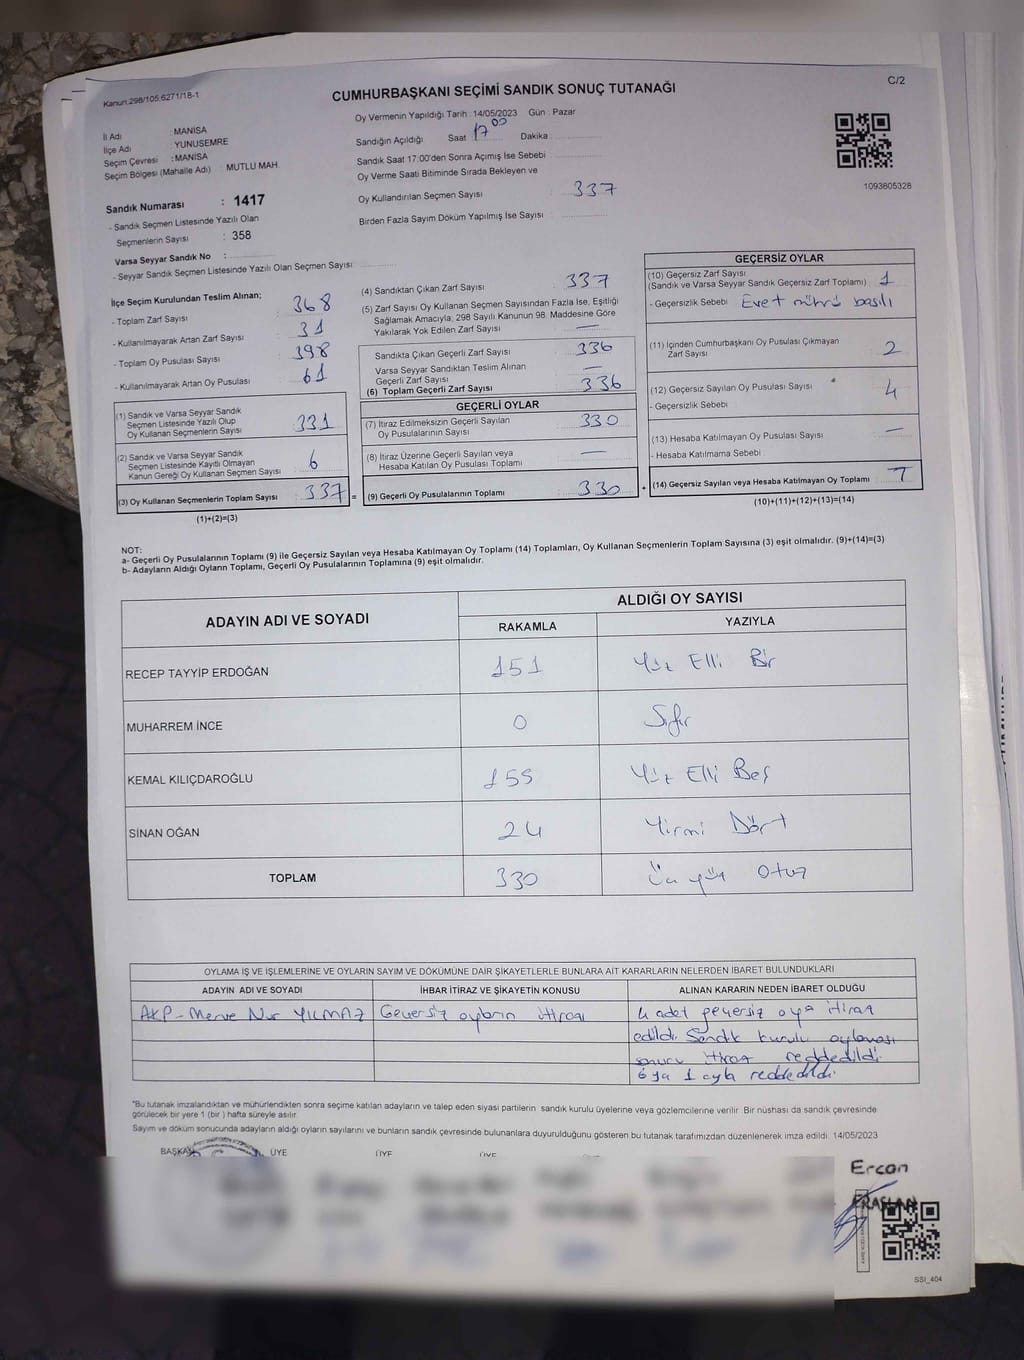 Kanun:298/105;6271/18-1
CUMHURBAŞKANI SEÇİMİ SANDIK SONUÇ TUTANAĞI
C/2
Oy Vermenin Yapıldığı Tarih : 14/05/2023 Gün : Pazar
İl Adı : MANİSA
İlçe Adı : YUNUSEMRE
Seçim Çevresi : MANİSA
Seçim Bölgesi (Mahalle Adı) : MUTLU MAH.
Sandığın Açıldığı Saat 17 00 Dakika
Sandık Saat 17:00'den Sonra Açımış İse Sebebi
Oy Verme Saati Bitiminde Sırada Bekleyen ve
Oy Kullandırılan Seçmen Sayısı 337
Birden Fazla Sayım Döküm Yapılmış İse Sayısı
1093805328
Sandık Numarası : 1417
- Sandık Seçmen Listesinde Yazılı Olan
Seçmenlerin Sayısı : 358
Varsa Seyyar Sandık No :
- Seyyar Sandık Seçmen Listesinde Yazılı Olan Seçmen Sayısı:
İlçe Seçim Kurulundan Teslim Alınan;
- Toplam Zarf Sayısı : 368
- Kullanılmayarak Artan Zarf Sayısı : 31
- Toplam Oy Pusulası Sayısı : 398
- Kullanılmayarak Artan Oy Pusulası : 61
(1) Sandık ve Varsa Seyyar Sandık
Seçmen Listesinde Yazılı Olup
Oy Kullanan Seçmenlerin Sayısı : 331
(2) Sandık ve Varsa Seyyar Sandık
Seçmen Listesinde Kayıtlı Olmayan
Kanun Gereği Oy Kullanan Seçmen Sayısı : 6
(3) Oy Kullanan Seçmenlerin Toplam Sayısı : 337 =
(1)+(2)=(3)
(4) Sandıktan Çıkan Zarf Sayısı : 337
(5) Zarf Sayısı Oy Kullanan Seçmen Sayısından Fazla İse, Eşitliği
Sağlamak Amacıyla, 298 Sayılı Kanunun 98. Maddesine Göre
Yakılarak Yok Edilen Zarf Sayısı : —
Sandıkta Çıkan Geçerli Zarf Sayısı : 336
Varsa Seyyar Sandıktan Teslim Alınan
Geçerli Zarf Sayısı : —
(6) Toplam Geçerli Zarf Sayısı : 336
GEÇERLİ OYLAR
(7) İtiraz Edilmeksizin Geçerli Sayılan
Oy Pusulalarının Sayısı : 330
(8) İtiraz Üzerine Geçerli Sayılan veya
Hesaba Katılan Oy Pusulası Toplamı : —
(9) Geçerli Oy Pusulalarının Toplamı : 330 +
GEÇERSİZ OYLAR
(10) Geçersiz Zarf Sayısı
(Sandık ve Varsa Seyyar Sandık Geçersiz Zarf Toplamı) : 1
- Geçersizlik Sebebi : Evet mührü basılı
(11) İçinden Cumhurbaşkanı Oy Pusulası Çıkmayan
Zarf Sayısı : 2
(12) Geçersiz Sayılan Oy Pusulası Sayısı : 4
- Geçersizlik Sebebi :
(13) Hesaba Katılmayan Oy Pusulası Sayısı : —
- Hesaba Katılmama Sebebi
(14) Geçersiz Sayılan veya Hesaba Katılmayan Oy Toplamı : 7
(10)+(11)+(12)+(13)=(14)
NOT:
a- Geçerli Oy Pusulalarının Toplamı (9) ile Geçersiz Sayılan veya Hesaba Katılmayan Oy Toplamı (14) Toplamları, Oy Kullanan Seçmenlerin Toplam Sayısına (3) eşit olmalıdır. (9)+(14)=(3)
b- Adayların Aldığı Oyların Toplamı, Geçerli Oy Pusulalarının Toplamına (9) eşit olmalıdır.
ADAYIN ADI VE SOYADI ALDIĞI OY SAYISI
RAKAMLA YAZIYLA
RECEP TAYYİP ERDOĞAN 151 Yüz Elli Bir
MUHARREM İNCE 0 Sıfır
KEMAL KILIÇDAROĞLU 155 Yüz Elli Beş
SİNAN OĞAN 24 Yirmi Dört
TOPLAM 330 Üç yüz Otuz
OYLAMA İŞ VE İŞLEMLERİNE VE OYLARIN SAYIM VE DÖKÜMÜNE DAİR ŞİKAYETLERLE BUNLARA AİT KARARLARIN NELERDEN İBARET BULUNDUKLARI
ADAYIN ADI VE SOYADI İHBAR İTİRAZ VE ŞİKAYETİN KONUSU ALINAN KARARIN NEDEN İBARET OLDUĞU
AKP-Merve Nur YILMAZ Geçersiz oyların itirazı 4 adet geçersiz oya itiraz
edildi. Sandık kurulu oylaması
sonucu itiraz reddedildi.
6 ya 1 oyla reddedildi.
"Bu tutanak imzalandıktan ve mühürlendikten sonra seçime katılan adayların ve talep eden siyasi partilerin sandık kurulu üyelerine veya gözlemcilerine verilir. Bir nüshası da sandık çevresinde
görülecek bir yere 1 (bir ) hafta süreyle asılır.
Sayım ve döküm sonucunda adayların aldığı oyların sayılarını ve bunların sandık çevresinde bulunanlara duyurulduğunu gösteren bu tutanak tarafımızdan düzenlenerek imza edildi. 14/05/2023
BAŞKAN ÜYE ÜYE ÜYE
Ercan
ERASLAN
SSI_404